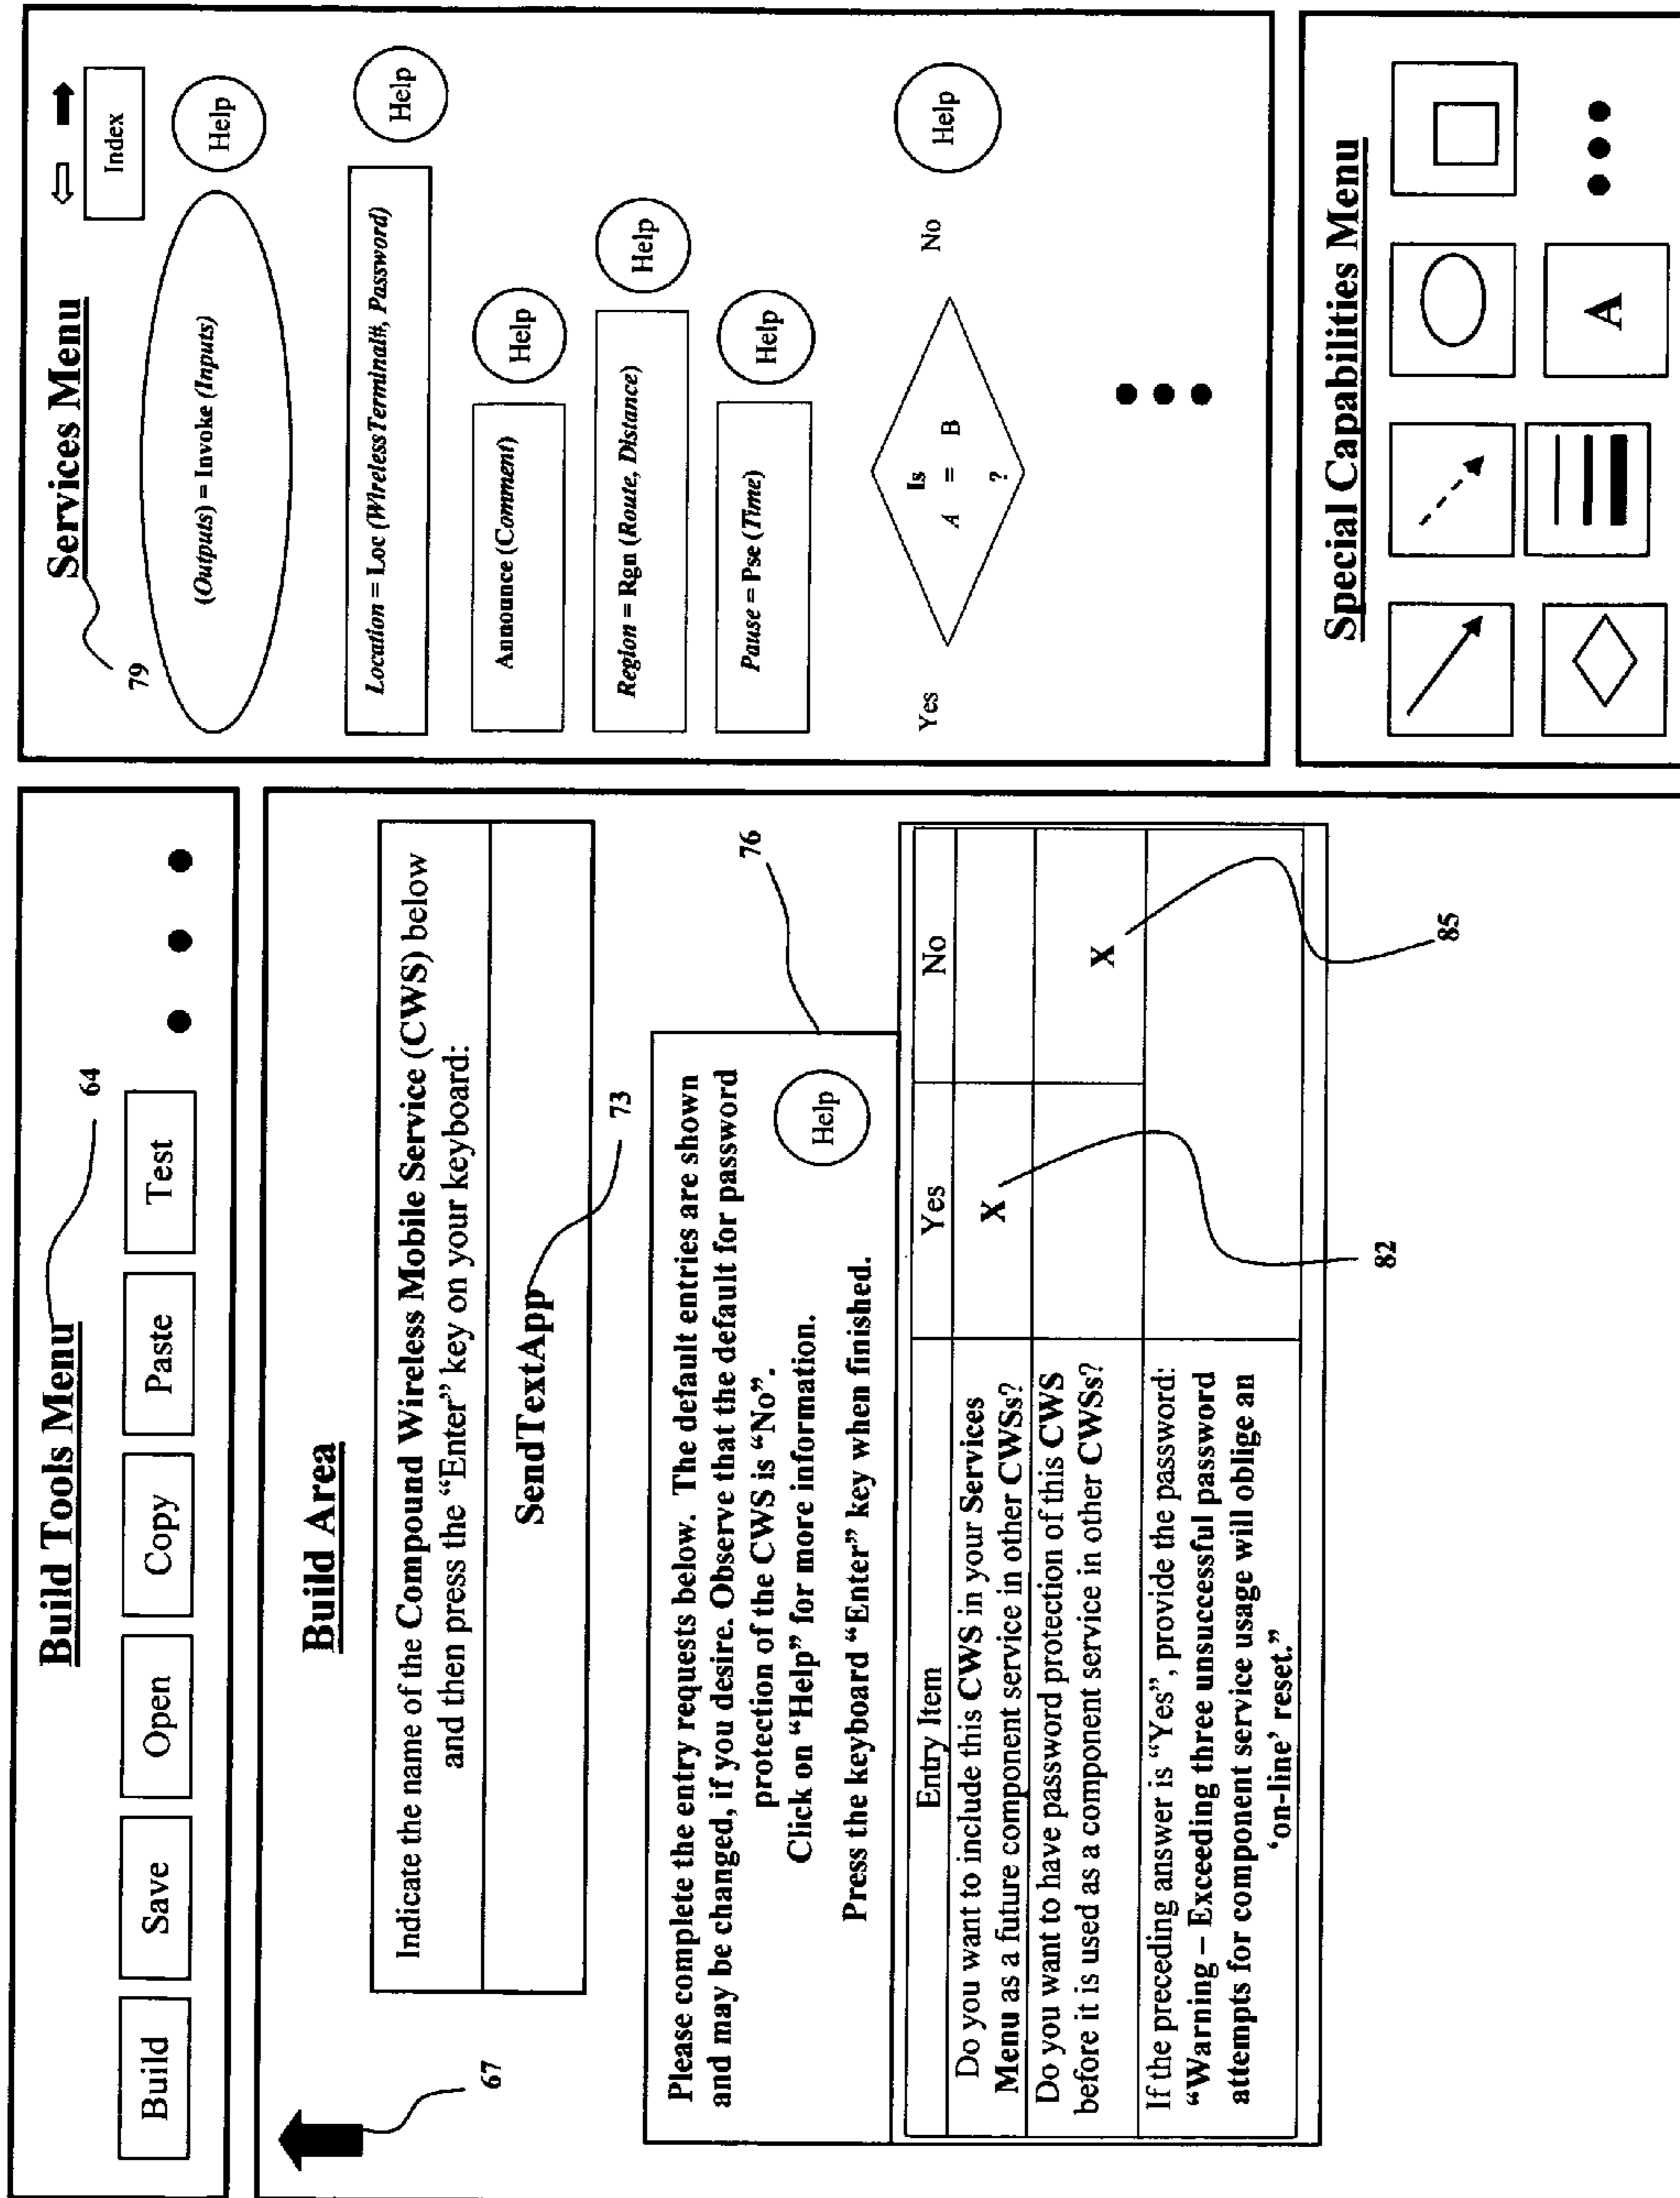 Build Tools Menu
64
Build
Save
Open
Copy
Paste
Test
Build Area
67
Indicate the name of the Compound Wireless Mobile Service (CWS) below
and then press the “Enter” key on your keyboard:
SendTextApp
73
Please complete the entry requests below. The default entries are shown
and may be changed, if you desire. Observe that the default for password
protection of the CWS is “No”.
Click on “Help” for more information.
Help
Press the keyboard “Enter” key when finished.
76
Entry Item
Yes
No
Do you want to include this CWS in your Services
Menu as a future component service in other CWSs?
X
Do you want to have password protection of this CWS
before it is used as a component service in other CWSs?
X
If the preceding answer is “Yes”, provide the password:
“Warning – Exceeding three unsuccessful password
attempts for component service usage will oblige an
‘on-line’ reset.”
82
85
Services Menu
79
Index
(Outputs) = Invoke (Inputs)
Help
Location = Loc (WirelessTerminal#, Password)
Help
Announce (Comment)
Help
Region = Rgn (Route, Distance)
Help
Pause = Pse (Time)
Help
Yes
Is
A = B
?
No
Help
Special Capabilities Menu
A